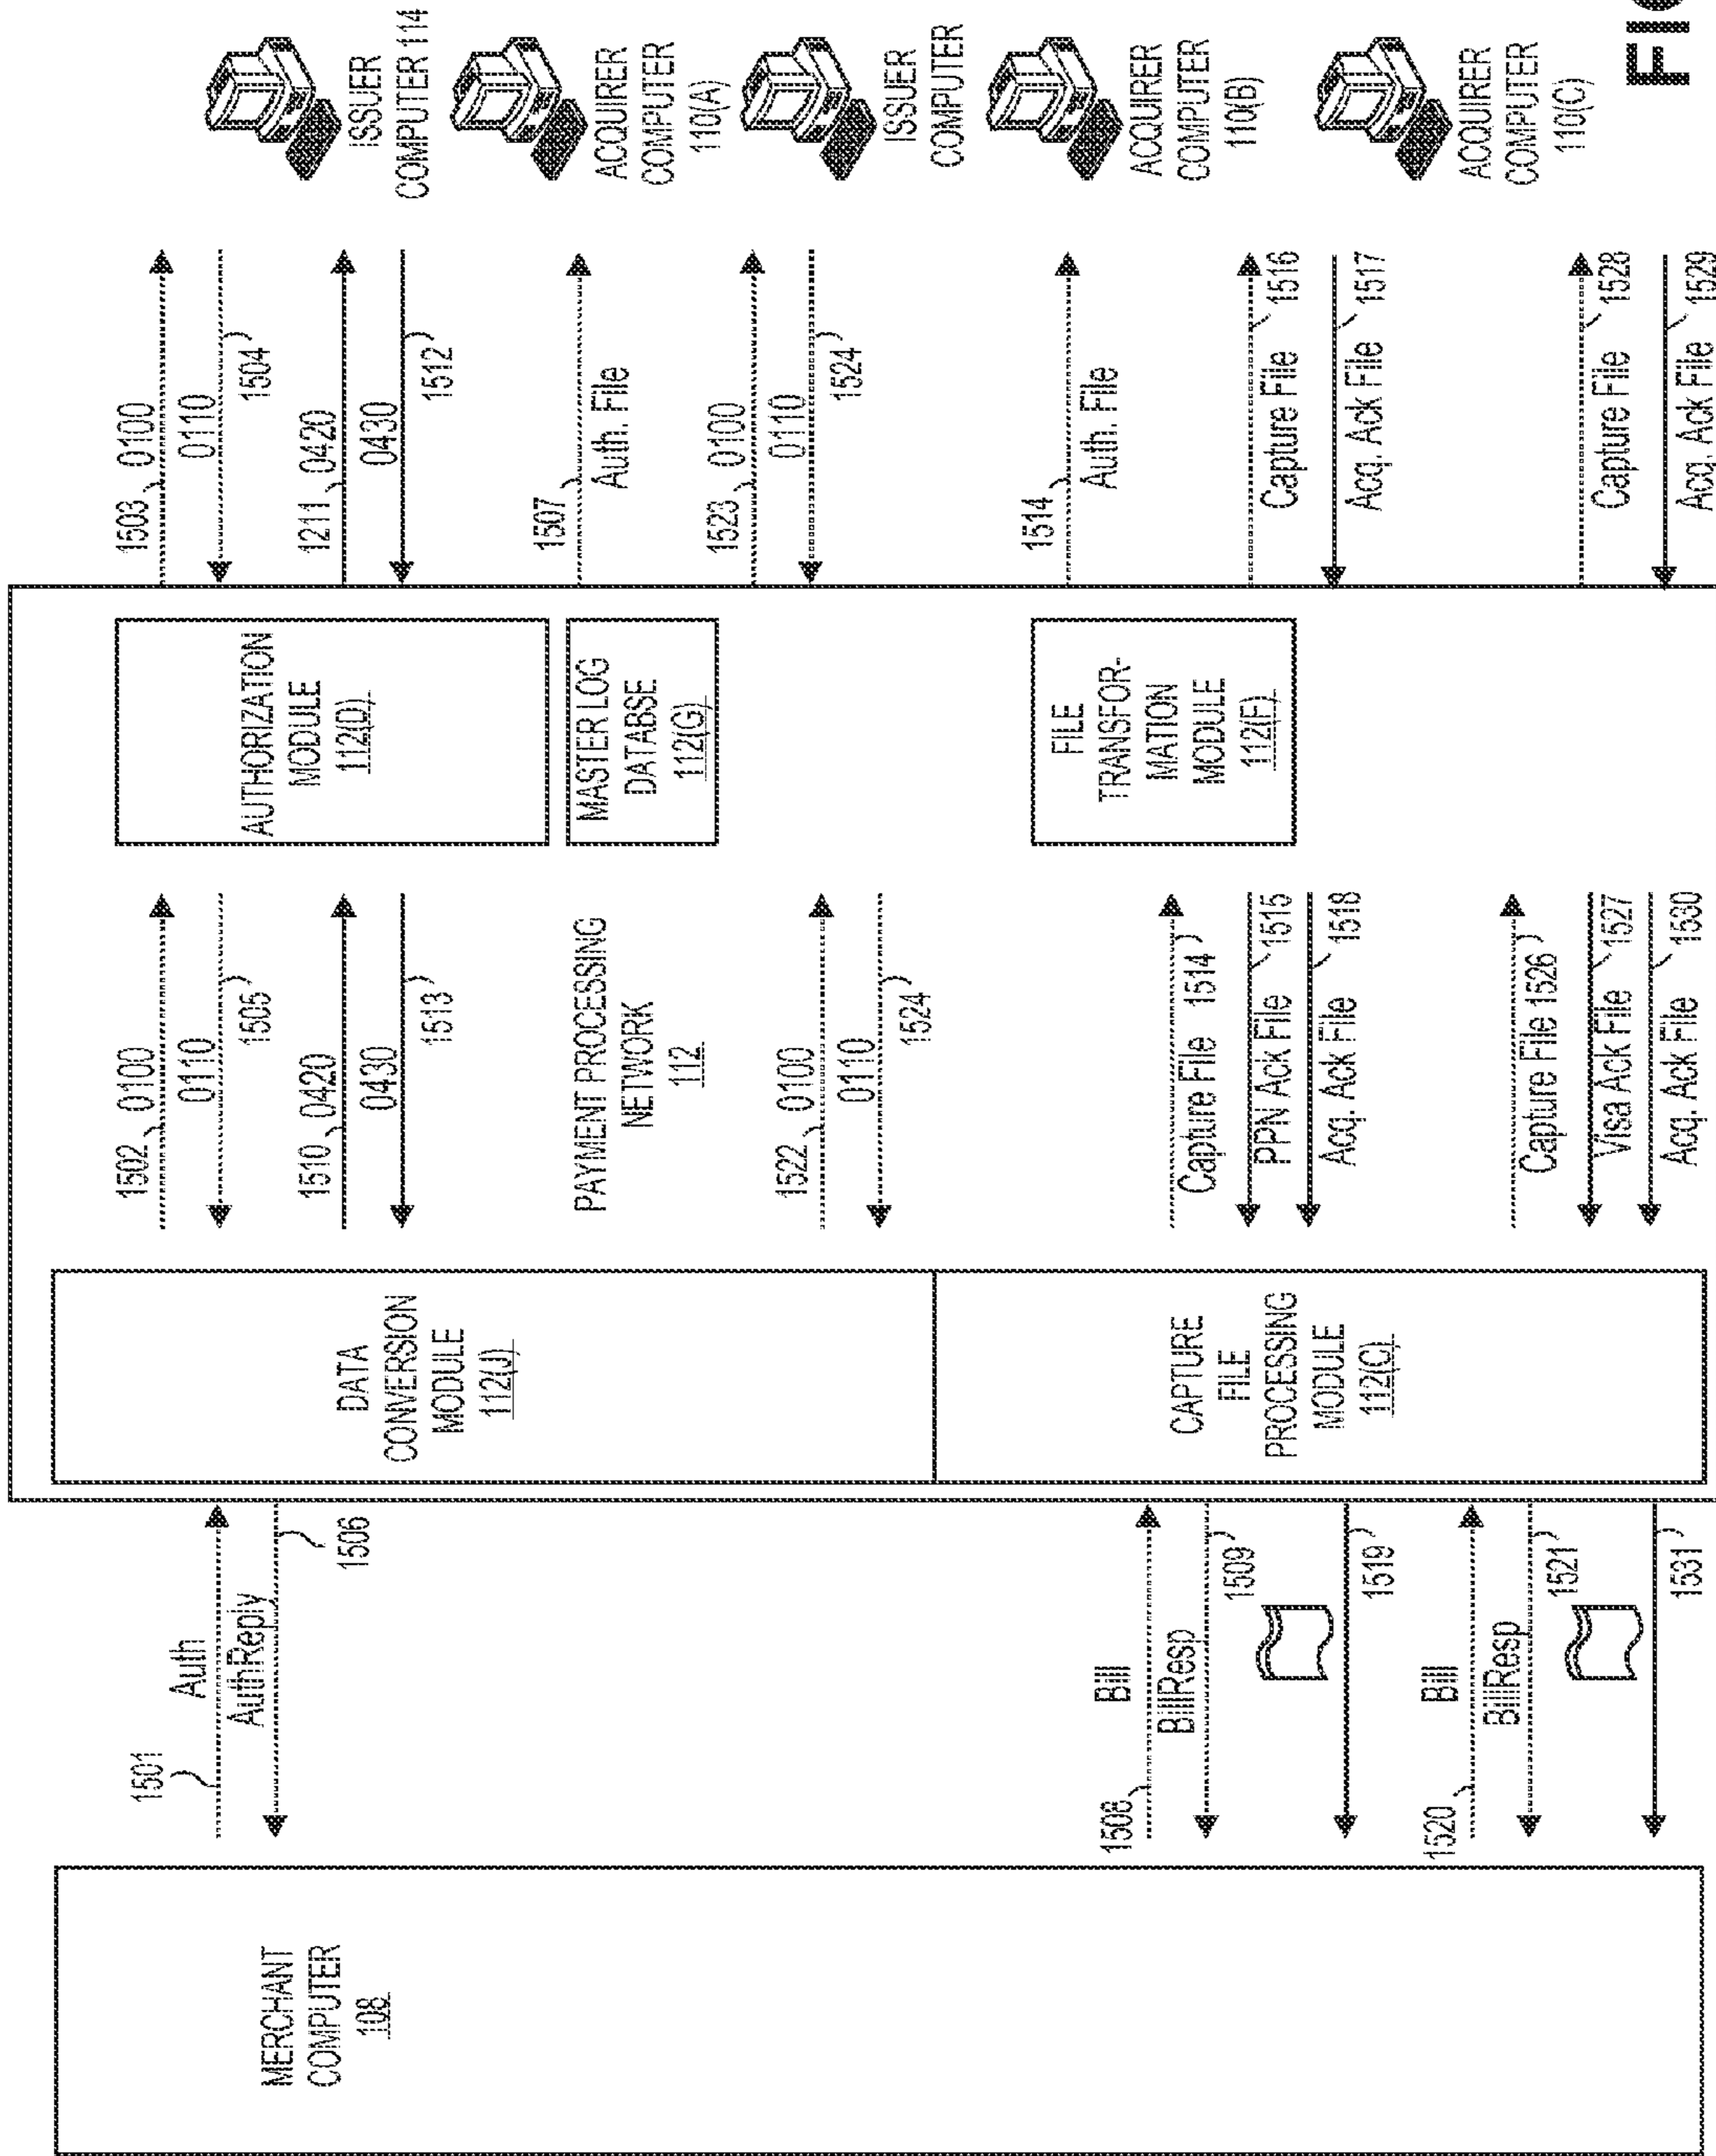 MERCHANT
COMPUTER
108
1501
Auth
AuthReply
1506
1508
Bill
BillResp
1509
1519
1520
Bill
BillResp
1521
1531
DATA
CONVERSION
MODULE
112(J)
CAPTURE
FILE
PROCESSING
MODULE
112(C)
1502 0100
0110
1505
1510 0420
0430
1513
PAYMENT PROCESSING
NETWORK
112
1522 0100
0110
1524
Capture File 1514
PPN Ack File 1515
Acq. Ack File 1518
Capture File 1526
Visa Ack File 1527
Acq. Ack File 1530
AUTHORIZATION
MODULE
112(D)
MASTER LOG
DATABSE
112(G)
FILE
TRANSFOR-
MATION
MODULE
112(F)
1503 0100
0110
1504
1211 0420
0430
1512
1507
Auth. File
1523 0100
0110
1524
1514
Auth. File
Capture File 1516
Acq. Ack File 1517
Capture File 1528
Acq. Ack File 1529
ISSUER
COMPUTER 114
ACQUIRER
COMPUTER
110(A)
ISSUER
COMPUTER
ACQUIRER
COMPUTER
110(B)
ACQUIRER
COMPUTER
110(C)